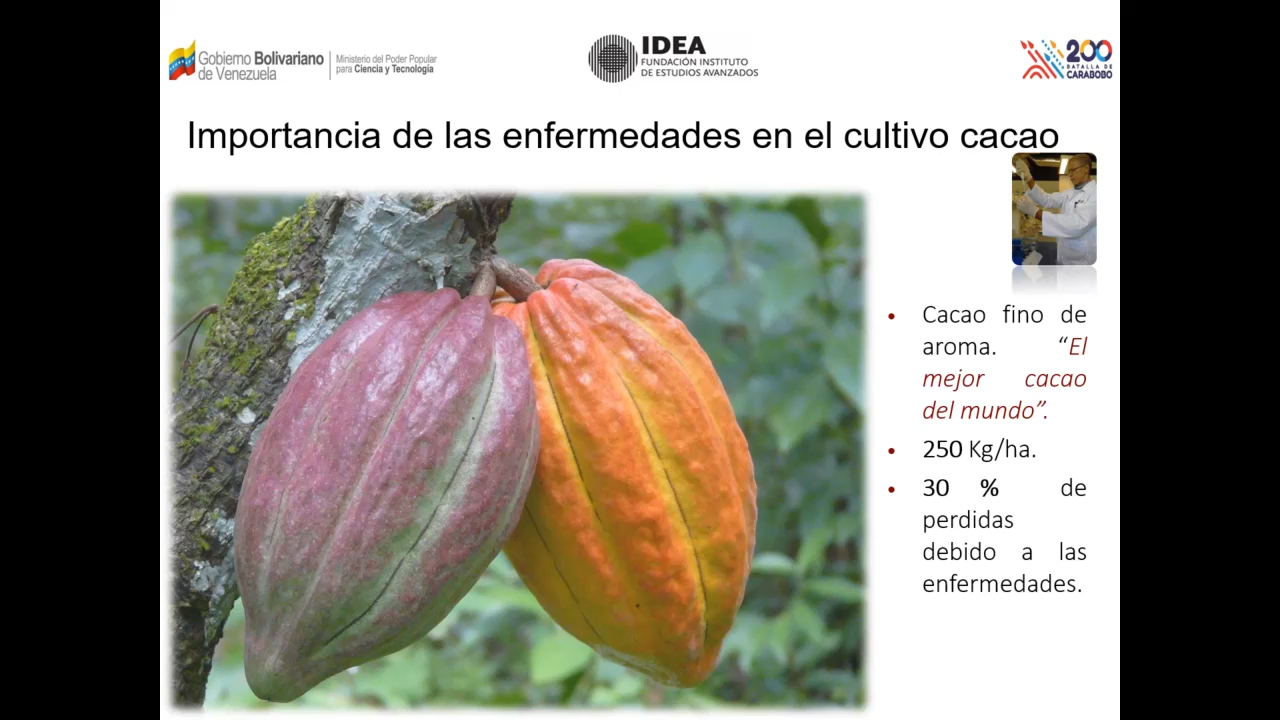 Gobierno Bolivariano
de Venezuela
Ministerio del Poder Popular
para Ciencia y Tecnología
IDEA
FUNDACIÓN INSTITUTO
DE ESTUDIOS AVANZADOS
200
BATALLA DE
CARABOBO
Importancia de las enfermedades en el cultivo cacao
• Cacao fino de
aroma. “El
mejor cacao
del mundo”.
• 250 Kg/ha.
• 30 % de
perdidas
debido a las
enfermedades.